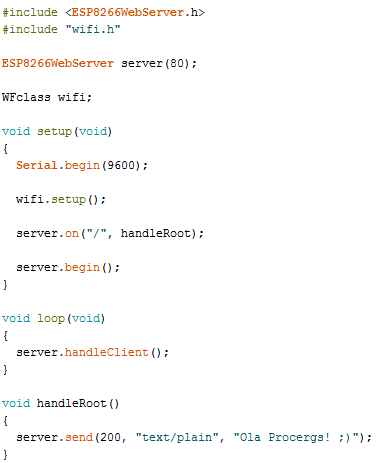 #include <ESP8266WebServer.h>
#include "wifi.h"
ESP8266WebServer server(80);
WFclass wifi;
void setup(void)
{
  Serial.begin(9600);
  wifi.setup();
  server.on("/", handleRoot);
  server.begin();
}
void loop(void)
{
  server.handleClient();
}
void handleRoot()
{
  server.send(200, "text/plain", "Ola Procergs! ;)");
}